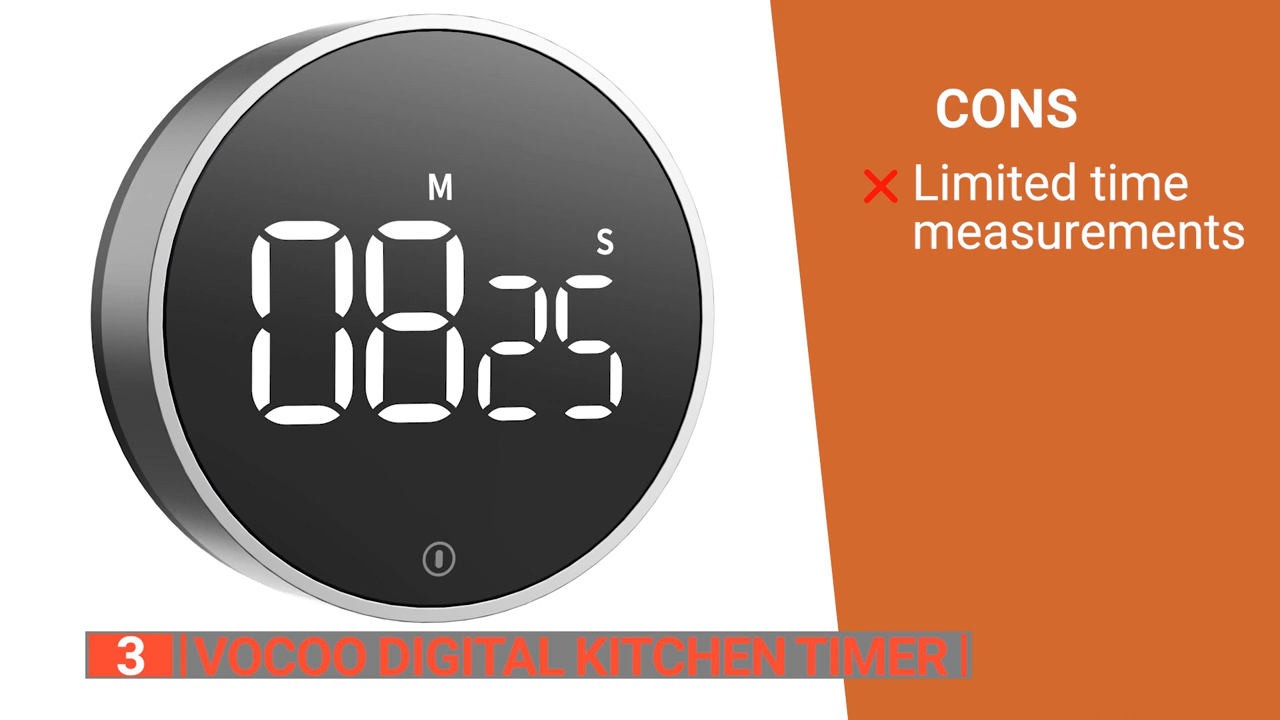 M
S
08 25
CONS
Limited time
measurements
3 VOCOO DIGITAL KITCHEN TIMER